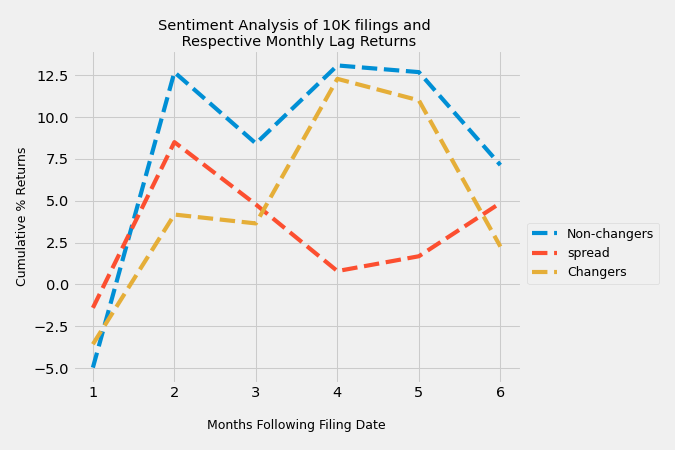 Sentiment Analysis of 10K filings and
Respective Monthly Lag Returns
Cumulative % Returns
12.5
10.0
7.5
5.0
2.5
0.0
−2.5
−5.0
1 2 3 4 5 6
Months Following Filing Date
Non-changers
spread
Changers